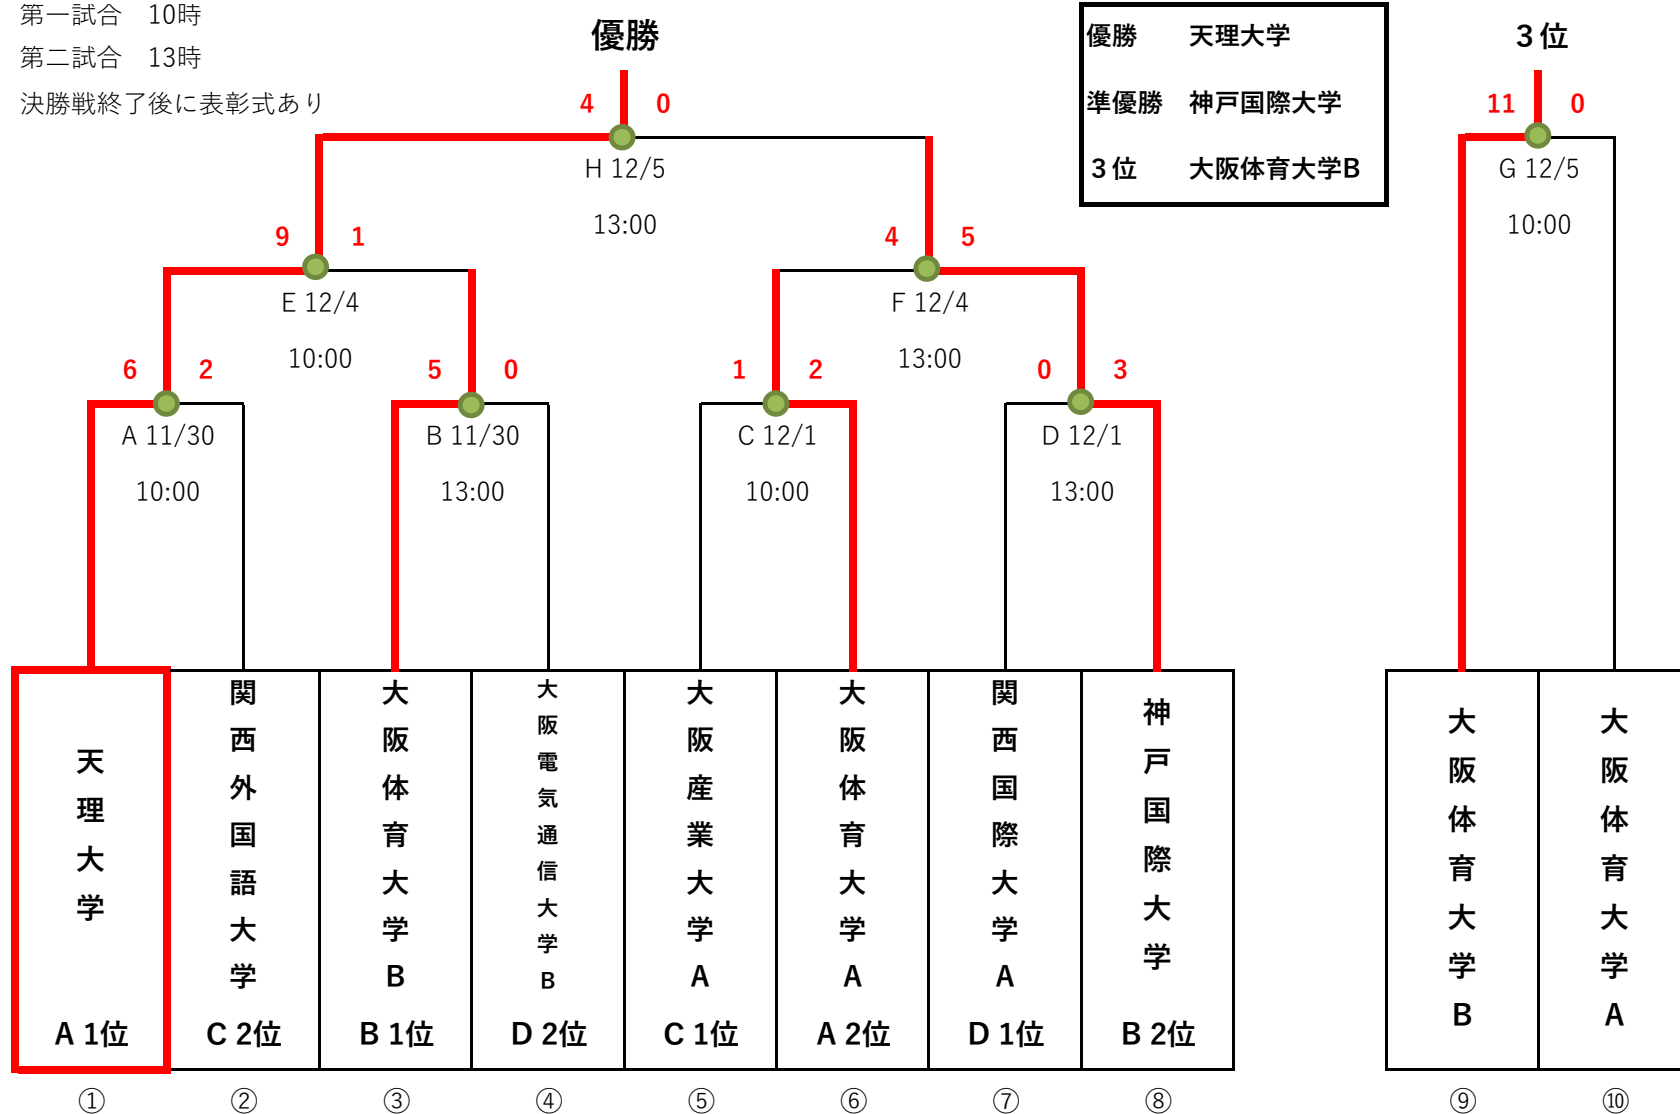 第一試合　10時
第二試合　13時
決勝戦終了後に表彰式あり
優勝
4 0
H 12/5
13:00
優勝　天理大学
準優勝　神戸国際大学
３位　大阪体育大学B
３位
11 0
G 12/5
10:00
9 1
E 12/4
10:00
4 5
F 12/4
13:00
6 2
A 11/30
10:00
5 0
B 11/30
13:00
1 2
C 12/1
10:00
0 3
D 12/1
13:00
天理大学
A 1位
①
関西外国語大学
C 2位
②
大阪体育大学B
B 1位
③
大阪電気通信大学B
D 2位
④
大阪産業大学A
C 1位
⑤
大阪体育大学A
A 2位
⑥
関西国際大学A
D 1位
⑦
神戸国際大学
B 2位
⑧
大阪体育大学B
⑨
大阪体育大学A
⑩